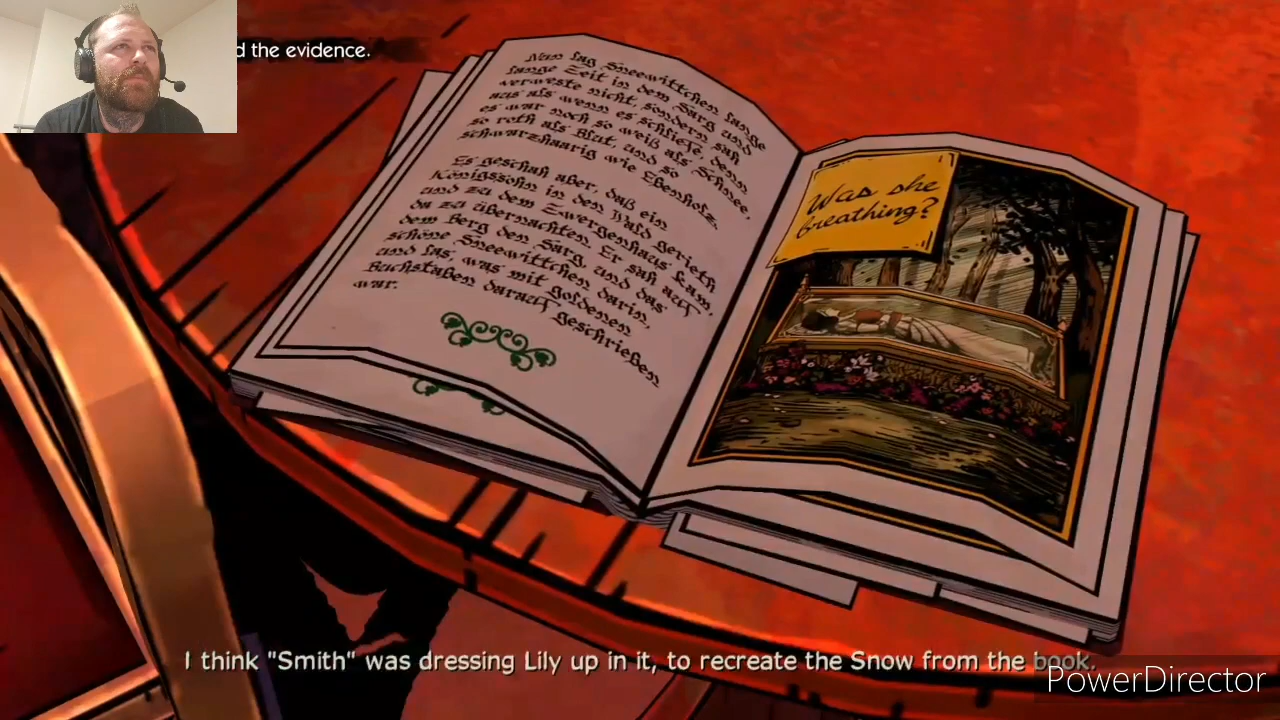 d the evidence.
Nun lag Sneewittchen lange
lange Zeit in dem Sarg und
verweste nicht, sondern sah
aus als wenn es schliefe, denn
es war noch so weiß als Schnee,
so roth als Blut, und so
schwarzhaarig wie Ebenholz.
Es geschah aber, daß ein
Königssohn in den Wald gerieth
und zu dem Zwergenhaus kam,
da zu übernachten. Er sah auf
dem Berg den Sarg, und das
schöne Sneewittchen darin,
und las, was mit goldenen
Buchstaben darauf geschrieben
war.
Was she
breathing?
I think "Smith" was dressing Lily up in it, to recreate the Snow from the book.
PowerDirector